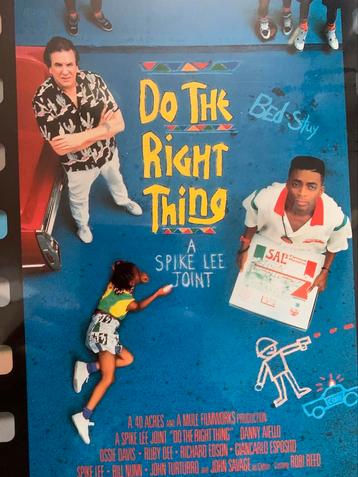 DO THE
RIGHT
THING
Bed-Stuy
A
SPIKE LEE
JOINT
SAL'S
A 40 ACRES AND A MULE FILMWORKS PRODUCTION
A SPIKE LEE JOINT "DO THE RIGHT THING" DANNY AIELLO
OSSIE DAVIS · RUBY DEE · RICHARD EDSON · GIANCARLO ESPOSITO
SPIKE LEE · BILL NUNN · JOHN TURTURRO AND JOHN SAVAGE
ROBI REED